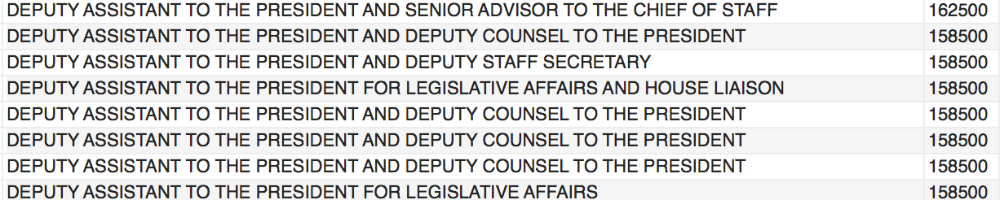 DEPUTY ASSISTANT TO THE PRESIDENT AND SENIOR ADVISOR TO THE CHIEF OF STAFF 162500
DEPUTY ASSISTANT TO THE PRESIDENT AND DEPUTY COUNSEL TO THE PRESIDENT 158500
DEPUTY ASSISTANT TO THE PRESIDENT AND DEPUTY STAFF SECRETARY 158500
DEPUTY ASSISTANT TO THE PRESIDENT FOR LEGISLATIVE AFFAIRS AND HOUSE LIAISON 158500
DEPUTY ASSISTANT TO THE PRESIDENT AND DEPUTY COUNSEL TO THE PRESIDENT 158500
DEPUTY ASSISTANT TO THE PRESIDENT AND DEPUTY COUNSEL TO THE PRESIDENT 158500
DEPUTY ASSISTANT TO THE PRESIDENT AND DEPUTY COUNSEL TO THE PRESIDENT 158500
DEPUTY ASSISTANT TO THE PRESIDENT FOR LEGISLATIVE AFFAIRS 158500